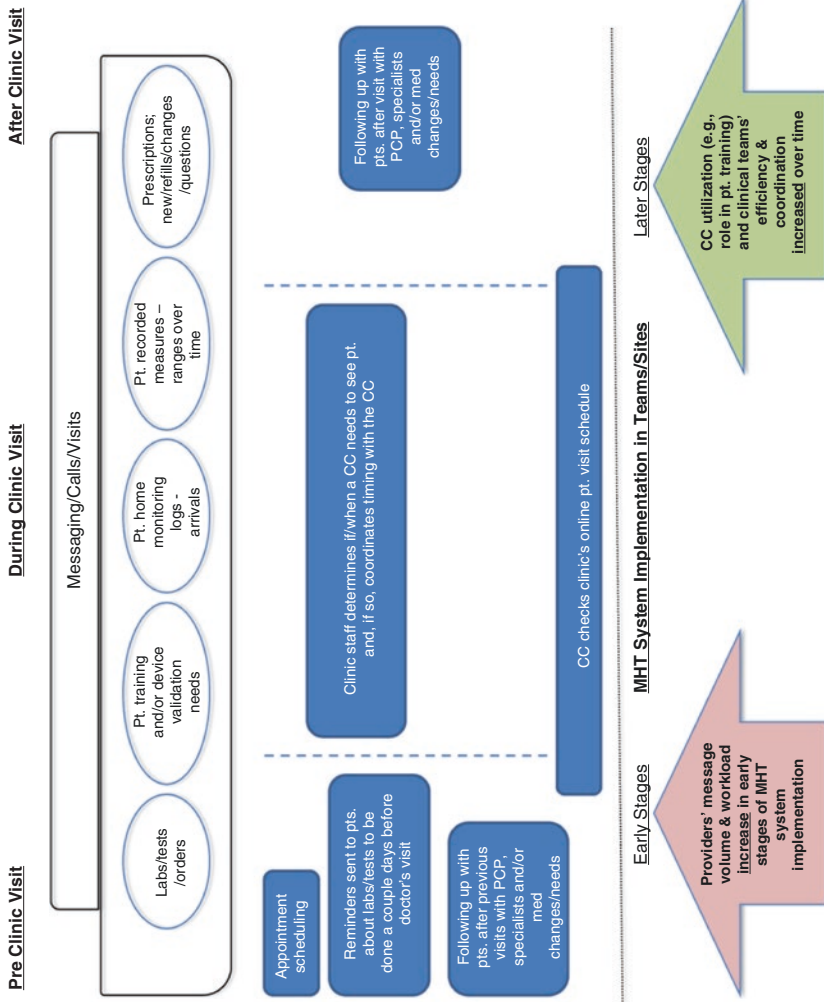 Pre Clinic Visit
During Clinic Visit
After Clinic Visit
Messaging/Calls/Visits
Labs/tests
/orders
Pt. training
and/or device
validation
needs
Pt. home
monitoring
logs -
arrivals
Pt. recorded
measures –
ranges over
time
Prescriptions;
new/refills/changes
/questions
Appointment
scheduling
Reminders sent to pts.
about labs/tests to be
done a couple days before
doctor's visit
Following up with
pts. after previous
visits with PCP,
specialists and/or
med
changes/needs
Clinic staff determines if/when a CC needs to see pt.
and, if so, coordinates timing with the CC
Following up with
pts. after visit with
PCP, specialists
and/or med
changes/needs
CC checks clinic's online pt. visit schedule
MHT System Implementation in Teams/Sites
Early Stages
Later Stages
Providers' message
volume & workload
increase in early
stages of MHT
system
implementation
CC utilization (e.g.,
role in pt. training)
and clinical teams'
efficiency &
coordination
increased over time